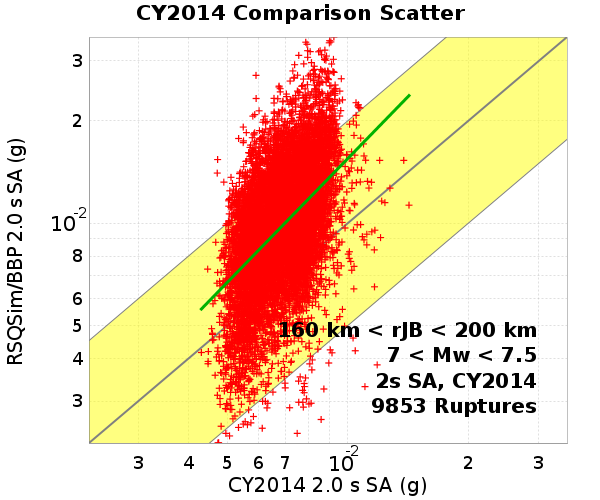 CY2014 Comparison Scatter
RSQSim/BBP 2.0 s SA (g)
3
2
10-2
8
6
5
4
3
160 km < rJB < 200 km
7 < Mw < 7.5
2s SA, CY2014
9853 Ruptures
3 4 5 6 7 10-2 2 3
CY2014 2.0 s SA (g)